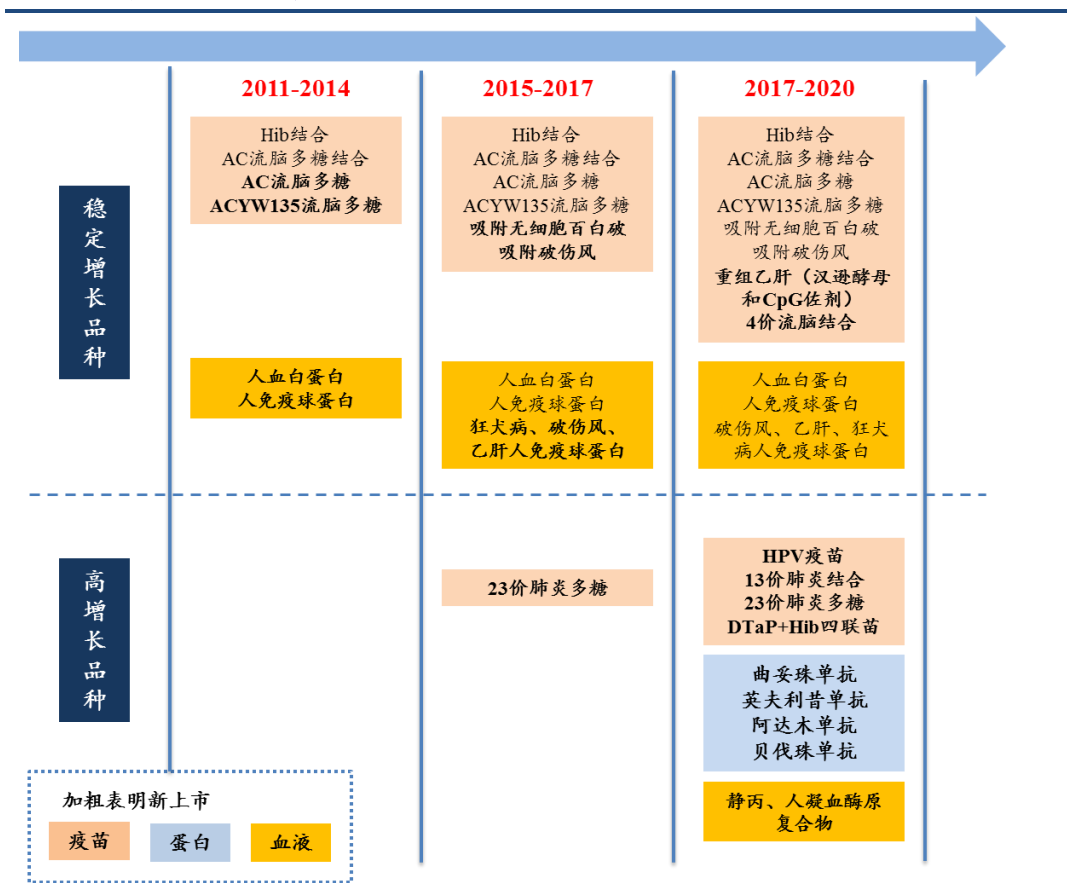 2011-2014
2015-2017
2017-2020
稳定增长品种
Hib结合
AC流脑多糖结合
AC流脑多糖
ACYW135流脑多糖
Hib结合
AC流脑多糖结合
AC流脑多糖
ACYW135流脑多糖
吸附无细胞百白破
吸附破伤风
Hib结合
AC流脑多糖结合
AC流脑多糖
ACYW135流脑多糖
吸附无细胞百白破
吸附破伤风
重组乙肝（汉逊酵母
和CpG佐剂）
4价流脑结合
人血白蛋白
人免疫球蛋白
人血白蛋白
人免疫球蛋白
狂犬病、破伤风、
乙肝人免疫球蛋白
人血白蛋白
人免疫球蛋白
破伤风、乙肝、狂犬
病人免疫球蛋白
高增长品种
23价肺炎多糖
HPV疫苗
13价肺炎结合
23价肺炎多糖
DTaP+Hib四联苗
曲妥珠单抗
英夫利昔单抗
阿达木单抗
贝伐珠单抗
静丙、人凝血酶原
复合物
加粗表明新上市
疫苗
蛋白
血液